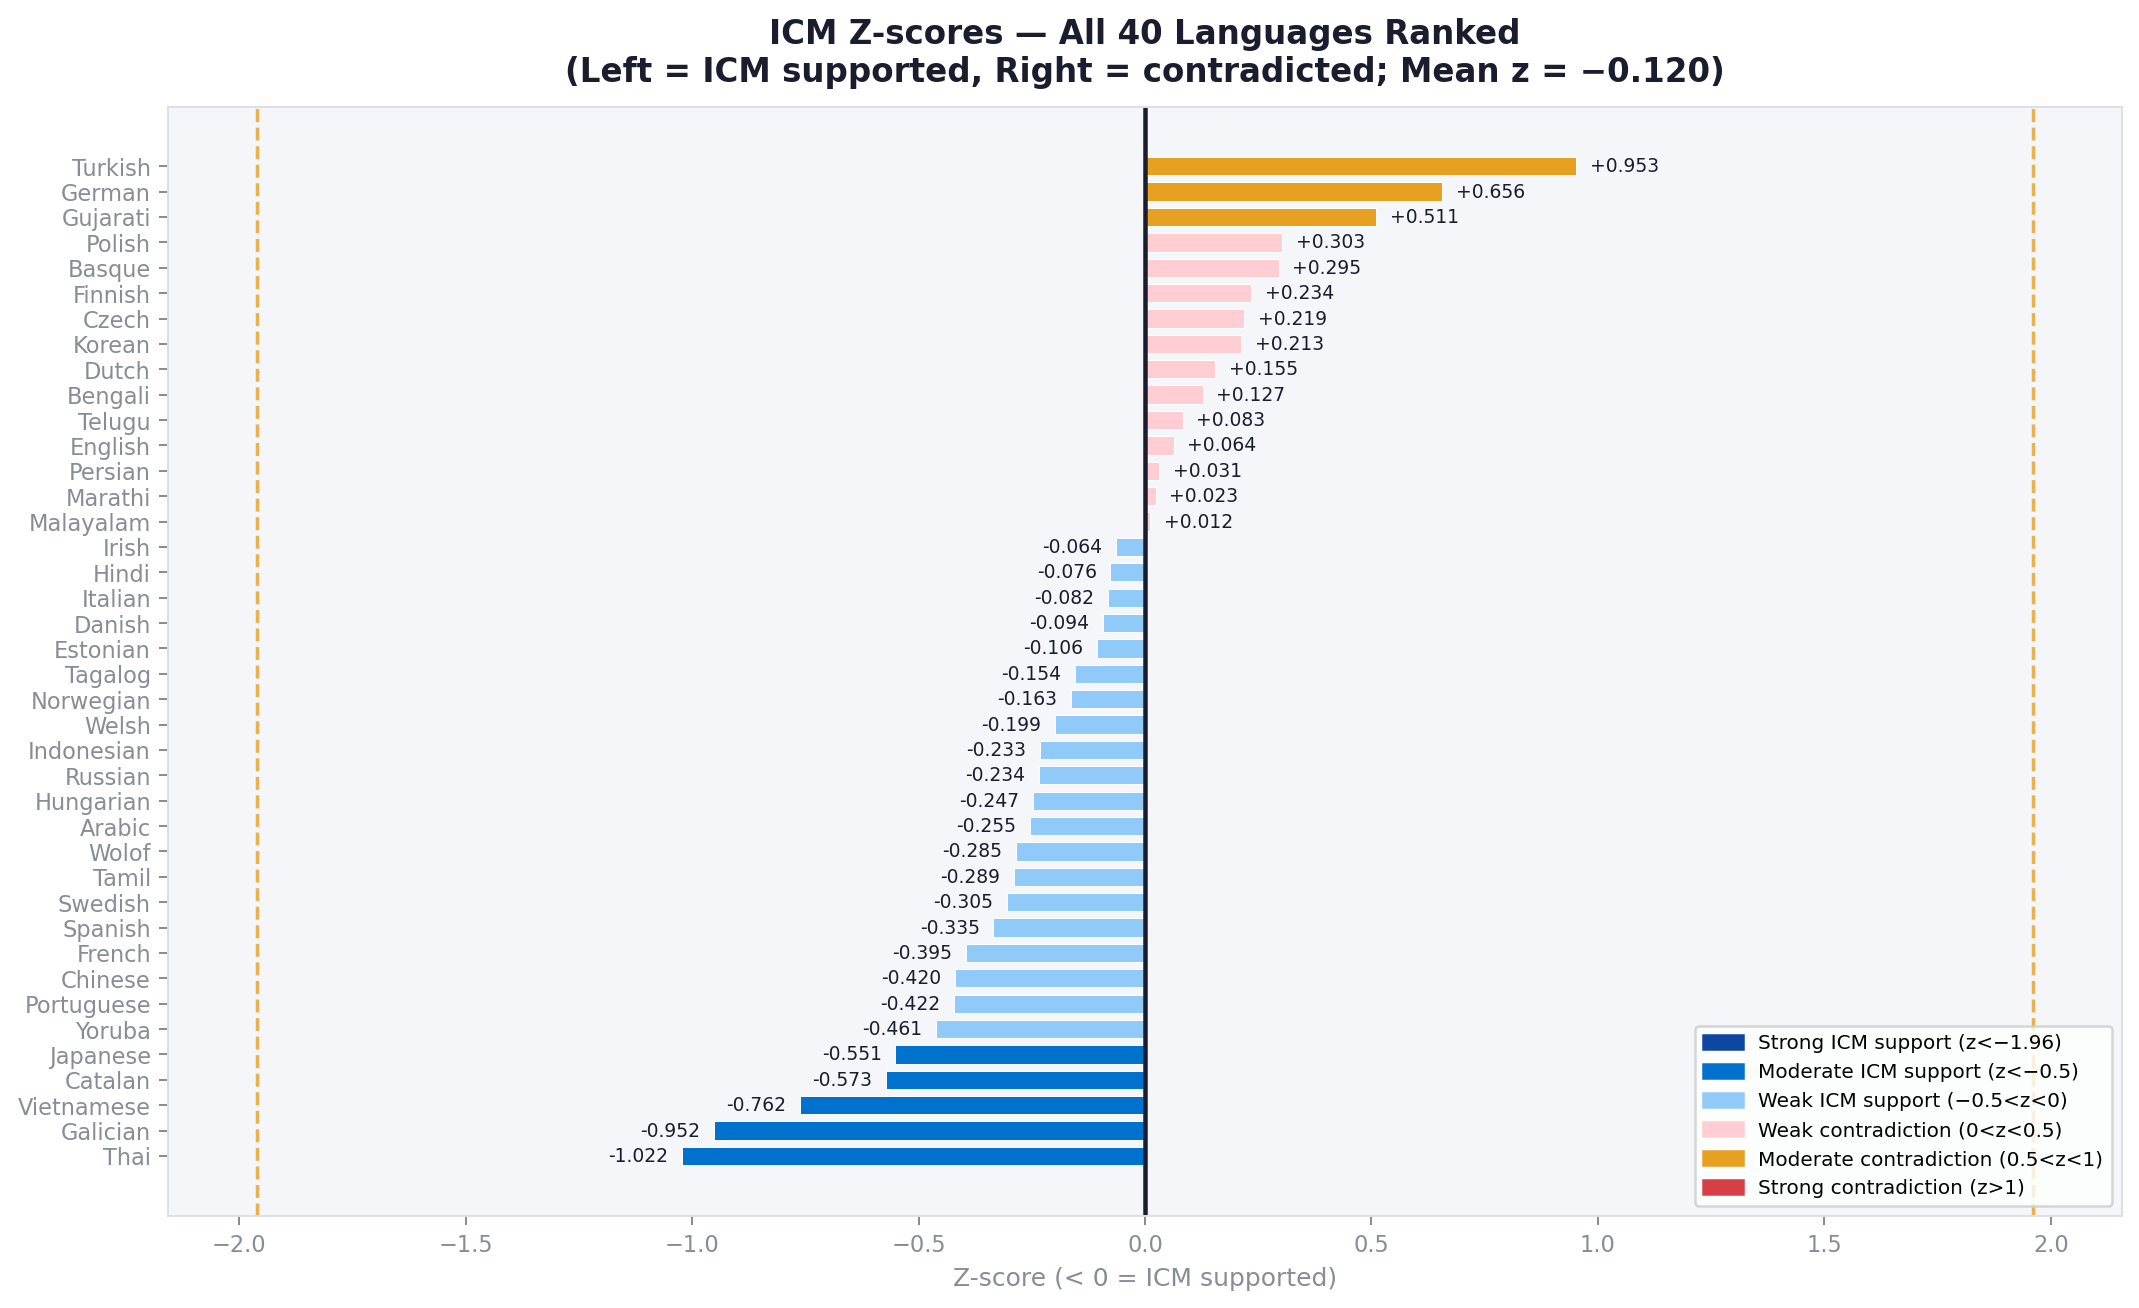 ICM Z-scores — All 40 Languages Ranked
(Left = ICM supported, Right = contradicted; Mean z = −0.120)
Turkish +0.953
German +0.656
Gujarati +0.511
Polish +0.303
Basque +0.295
Finnish +0.234
Czech +0.219
Korean +0.213
Dutch +0.155
Bengali +0.127
Telugu +0.083
English +0.064
Persian +0.031
Marathi +0.023
Malayalam +0.012
Irish -0.064
Hindi -0.076
Italian -0.082
Danish -0.094
Estonian -0.106
Tagalog -0.154
Norwegian -0.163
Welsh -0.199
Indonesian -0.233
Russian -0.234
Hungarian -0.247
Arabic -0.255
Wolof -0.285
Tamil -0.289
Swedish -0.305
Spanish -0.335
French -0.395
Chinese -0.420
Portuguese -0.422
Yoruba -0.461
Japanese -0.551
Catalan -0.573
Vietnamese -0.762
Galician -0.952
Thai -1.022
Strong ICM support (z<−1.96)
Moderate ICM support (z<−0.5)
Weak ICM support (−0.5<z<0)
Weak contradiction (0<z<0.5)
Moderate contradiction (0.5<z<1)
Strong contradiction (z>1)
−2.0 −1.5 −1.0 −0.5 0.0 0.5 1.0 1.5 2.0
Z-score (< 0 = ICM supported)